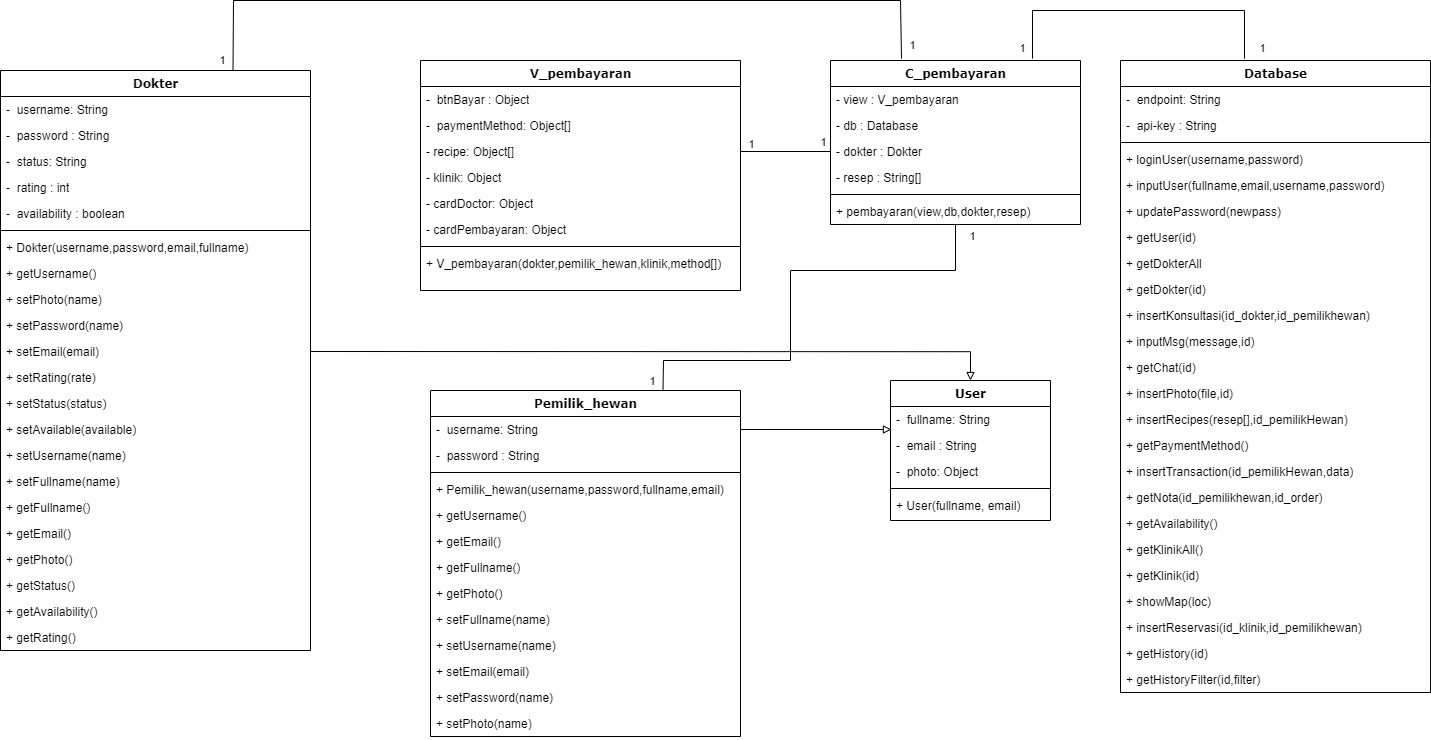 1
Dokter
- username: String
- password : String
- status: String
- rating : int
- availability : boolean
+ Dokter(username,password,email,fullname)
+ getUsername()
+ setPhoto(name)
+ setPassword(name)
+ setEmail(email)
+ setRating(rate)
+ setStatus(status)
+ setAvailable(available)
+ setUsername(name)
+ setFullname(name)
+ getFullname()
+ getEmail()
+ getPhoto()
+ getStatus()
+ getAvailability()
+ getRating()
V_pembayaran
- btnBayar : Object
- paymentMethod: Object[]
- recipe: Object[]
- klinik: Object
- cardDoctor: Object
- cardPembayaran: Object
+ V_pembayaran(dokter,pemilik_hewan,klinik,method[])
1
1
1
1
C_pembayaran
- view : V_pembayaran
- db : Database
- dokter : Dokter
- resep : String[]
+ pembayaran(view,db,dokter,resep)
1
1
Pemilik_hewan
- username: String
- password : String
+ Pemilik_hewan(username,password,fullname,email)
+ getUsername()
+ getEmail()
+ getFullname()
+ getPhoto()
+ setFullname(name)
+ setUsername(name)
+ setEmail(email)
+ setPassword(name)
+ setPhoto(name)
User
- fullname: String
- email : String
- photo: Object
+ User(fullname, email)
1
Database
- endpoint: String
- api-key : String
+ loginUser(username,password)
+ inputUser(fullname,email,username,password)
+ updatePassword(newpass)
+ getUser(id)
+ getDokterAll
+ getDokter(id)
+ insertKonsultasi(id_dokter,id_pemilikhewan)
+ inputMsg(message,id)
+ getChat(id)
+ insertPhoto(file,id)
+ insertRecipes(resep[],id_pemilikHewan)
+ getPaymentMethod()
+ insertTransaction(id_pemilikHewan,data)
+ getNota(id_pemilikhewan,id_order)
+ getAvailability()
+ getKlinikAll()
+ getKlinik(id)
+ showMap(loc)
+ insertReservasi(id_klinik,id_pemilikhewan)
+ getHistory(id)
+ getHistoryFilter(id,filter)